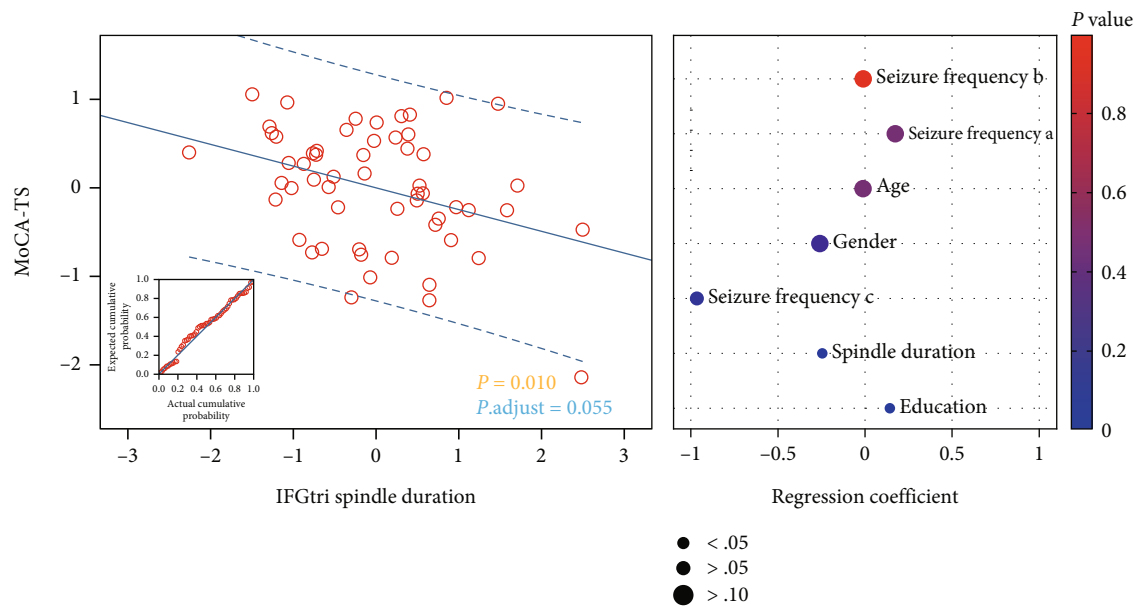 MoCA-TS
1
0
−1
−2
−3
−2
−1
0
1
2
3
IFGtri spindle duration
P = 0.010
P.adjust = 0.055
Expected cumulative
probability
1.0
0.8
0.6
0.4
0.2
0.0
0.0
0.2
0.4
0.6
0.8
1.0
Actual cumulative
probability
Seizure frequency b
Seizure frequency a
Age
Gender
Seizure frequency c
Spindle duration
Education
−1
−0.5
0
0.5
1
Regression coefficient
P value
0.8
0.6
0.4
0.2
0
< .05
> .05
> .10